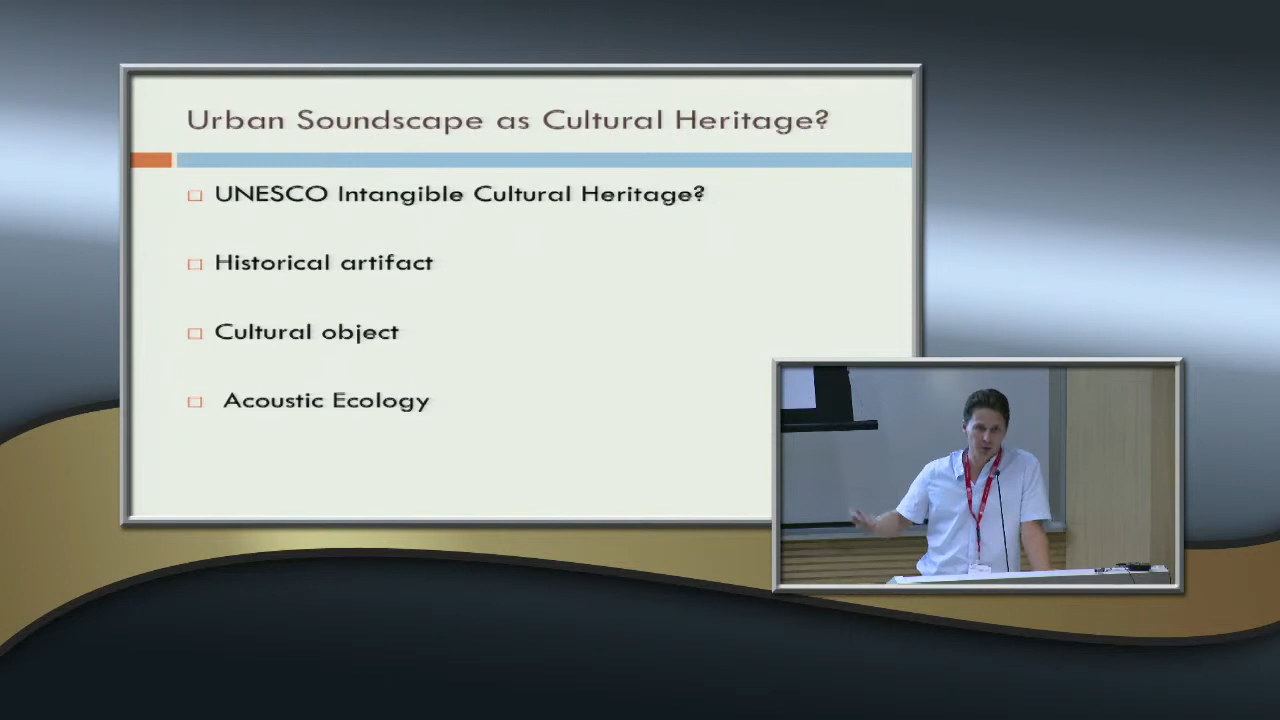 Urban Soundscape as Cultural Heritage?
UNESCO Intangible Cultural Heritage?
Historical artifact
Cultural object
Acoustic Ecology